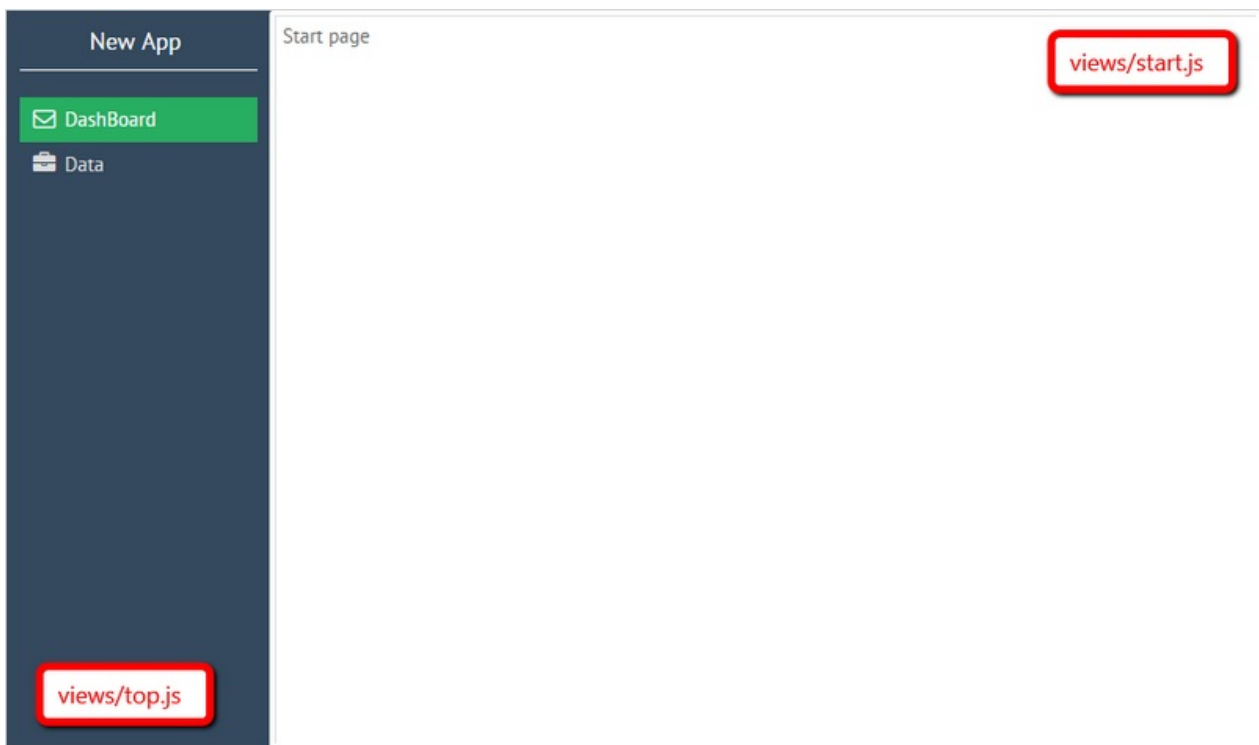 New App
DashBoard
Data
views/top.js
Start page
views/start.js